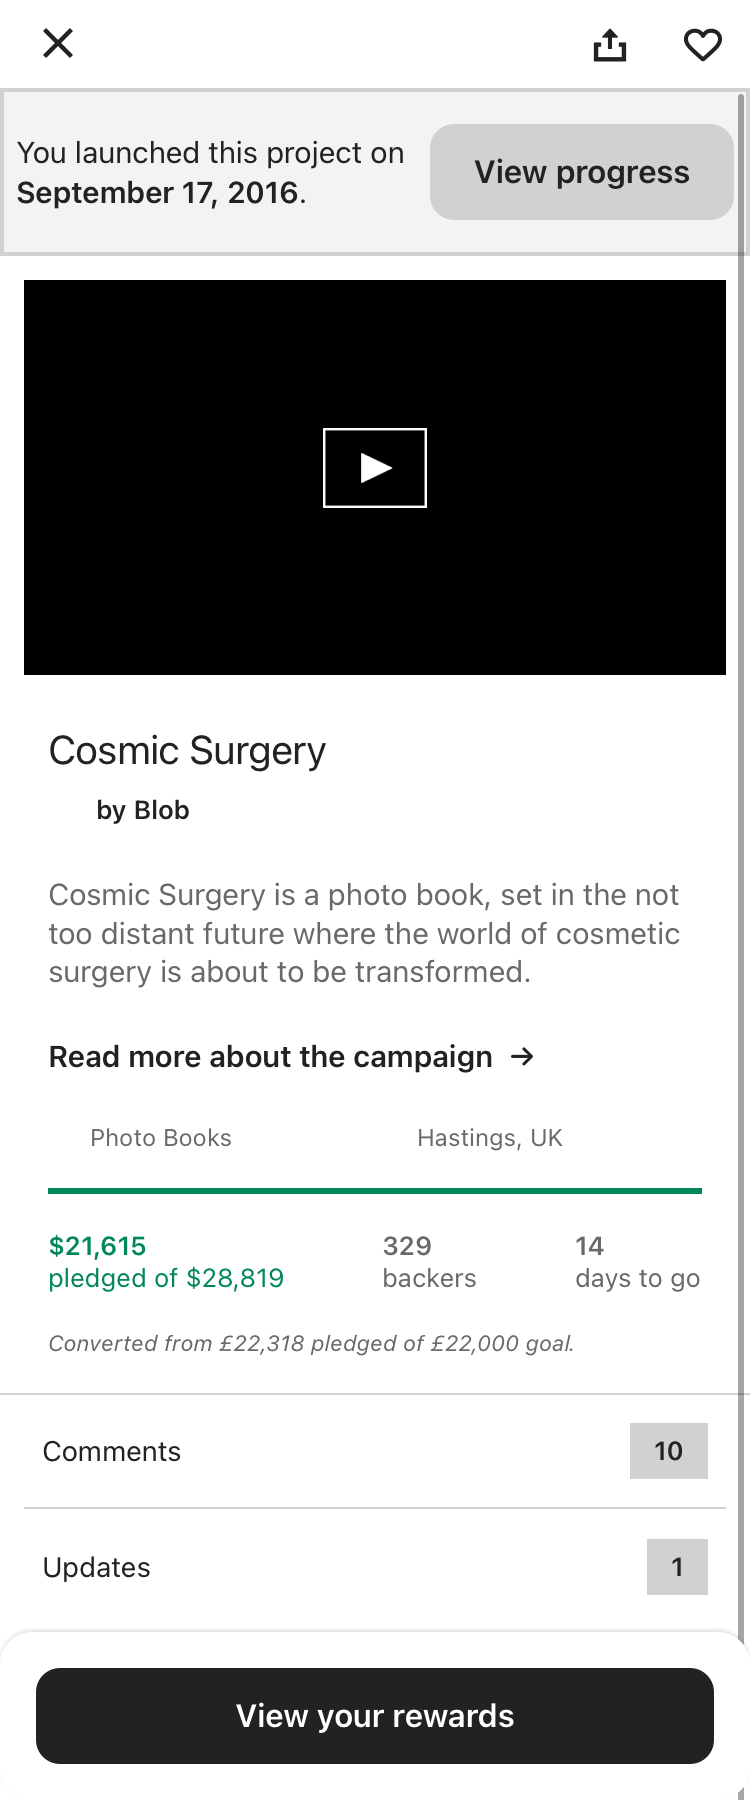 You launched this project on
September 17, 2016.
View progress
Cosmic Surgery
by Blob
Cosmic Surgery is a photo book, set in the not
too distant future where the world of cosmetic
surgery is about to be transformed.
Read more about the campaign →
Photo Books
Hastings, UK
$21,615
pledged of $28,819
329
backers
14
days to go
Converted from £22,318 pledged of £22,000 goal.
Comments
10
Updates
1
View your rewards